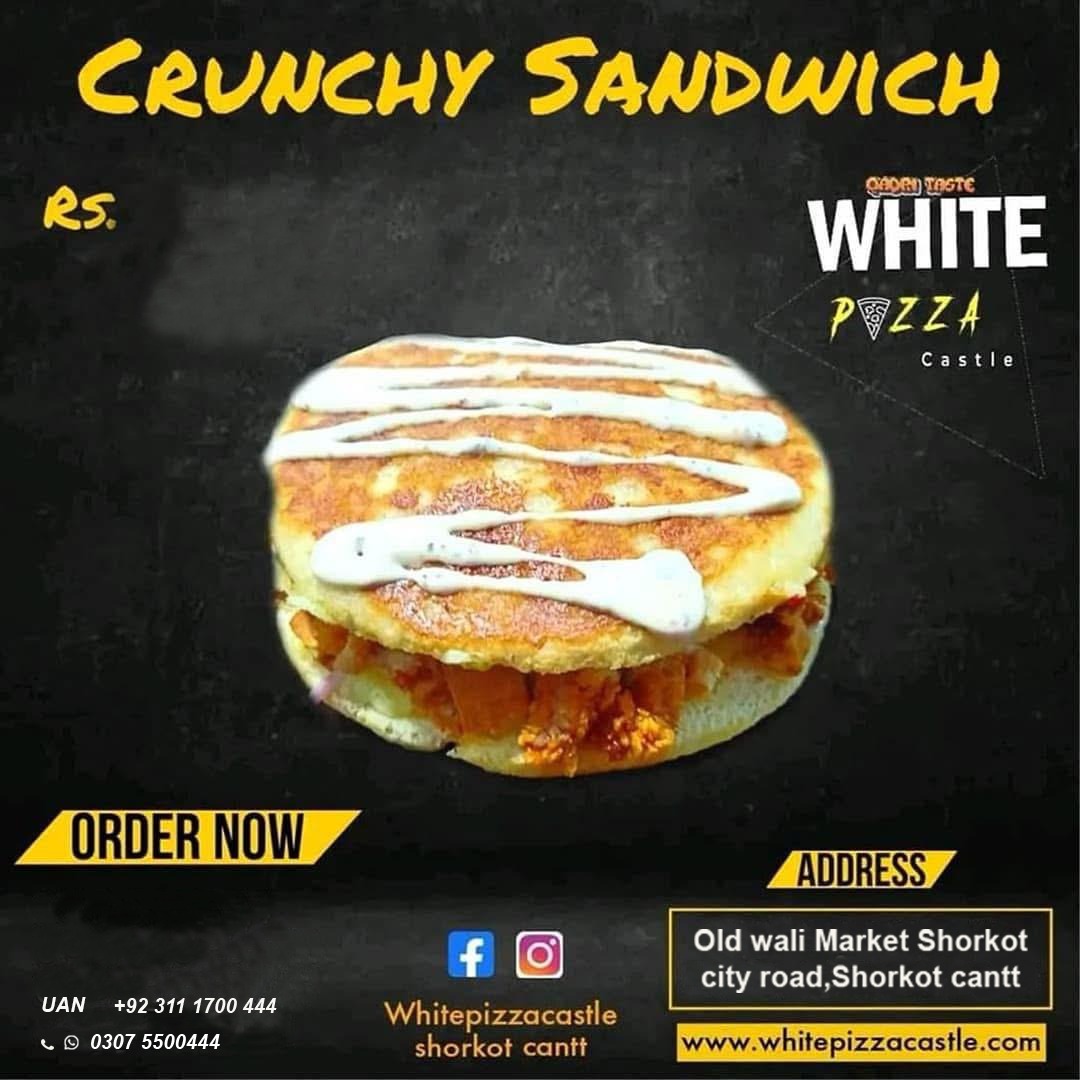 CRUNCHY SANDWICH
RS.
QADRI TASTE
WHITE
PIZZA
Castle
ORDER NOW
ADDRESS
Old wali Market Shorkot
city road,Shorkot cantt
UAN +92 311 1700 444
0307 5500444
Whitepizzacastle
shorkot cantt
www.whitepizzacastle.com